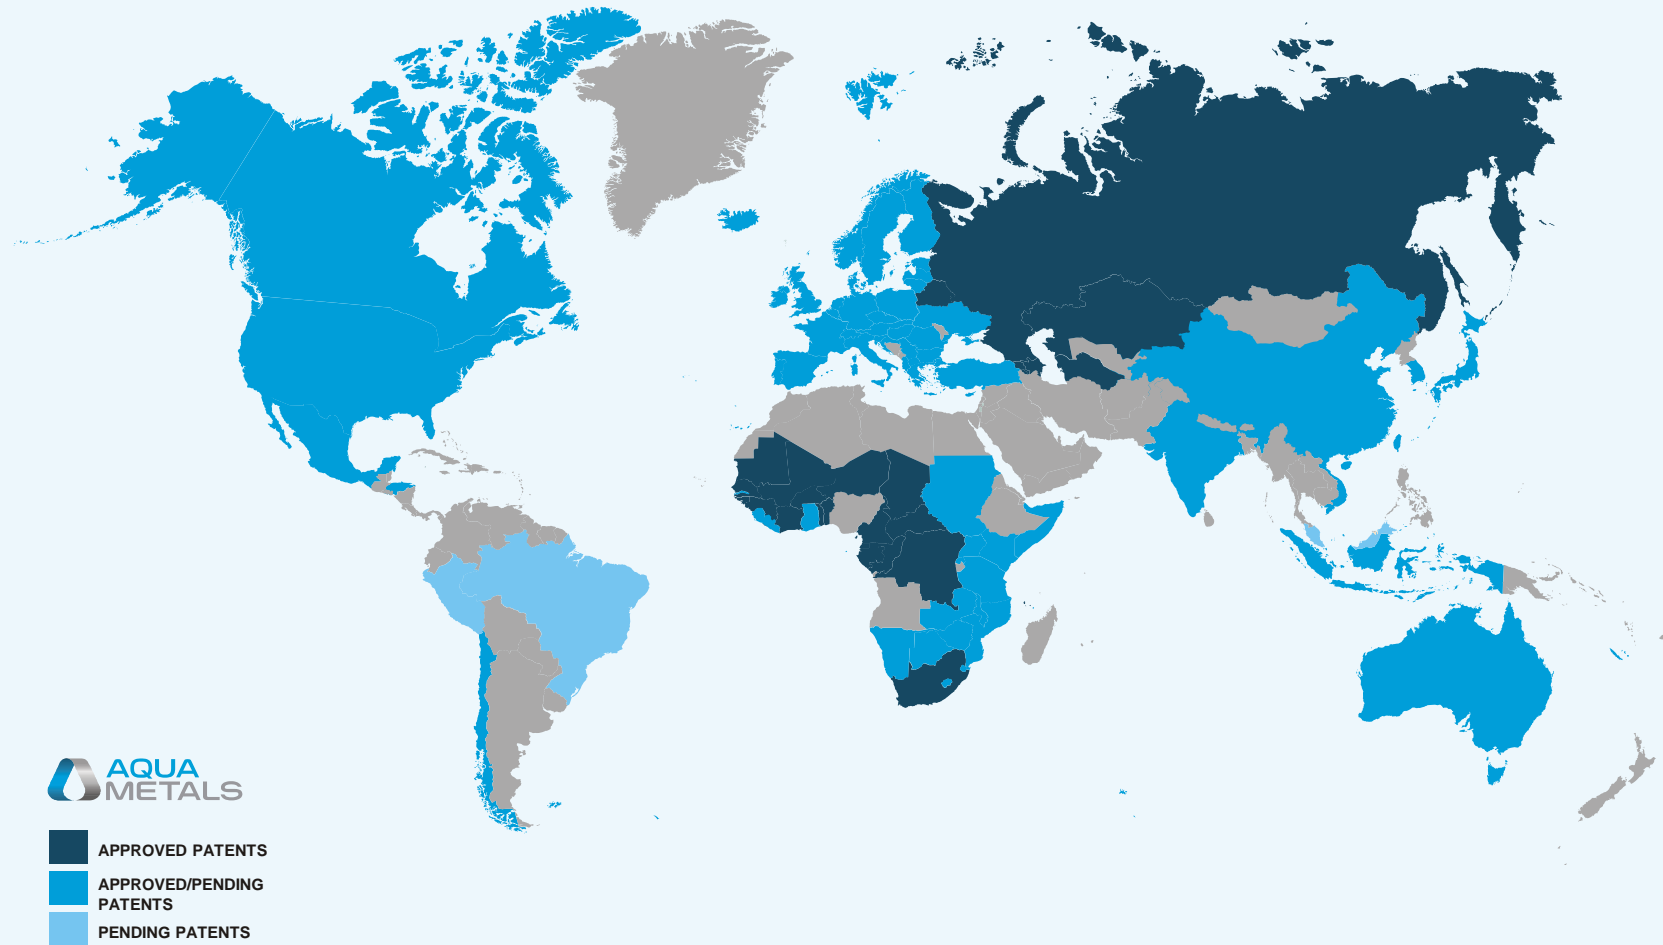 AQUA
METALS
APPROVED PATENTS
APPROVED/PENDING
PATENTS
PENDING PATENTS